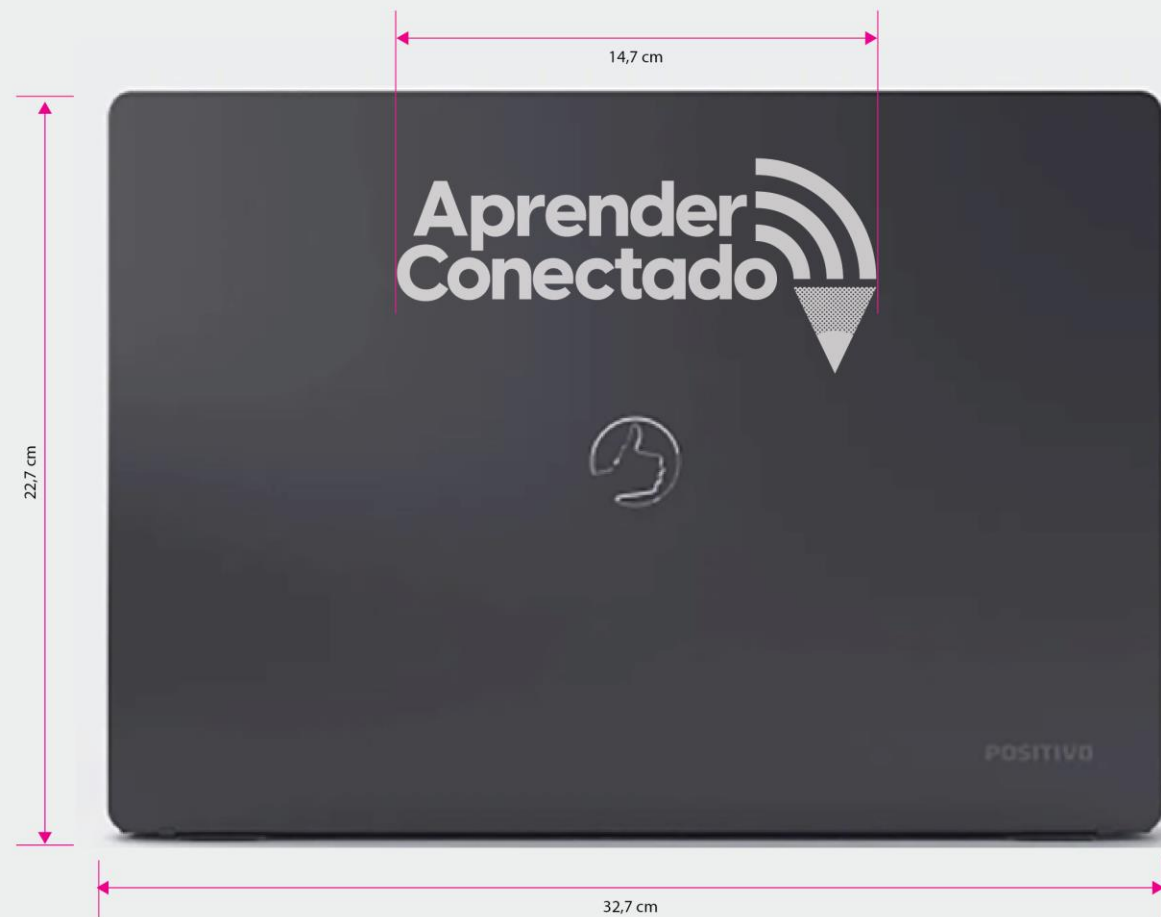 14,7 cm
Aprender
Conectado
22,7 cm
POSITIVO
32,7 cm